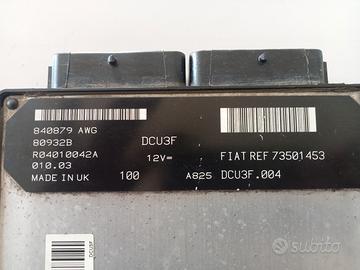 840879 AWG
80932B DCU3F
R04010042A 12V= FIAT REF 73501453
010.03
MADE IN UK 100 A825 DCU3F.004
DCU3F
subito